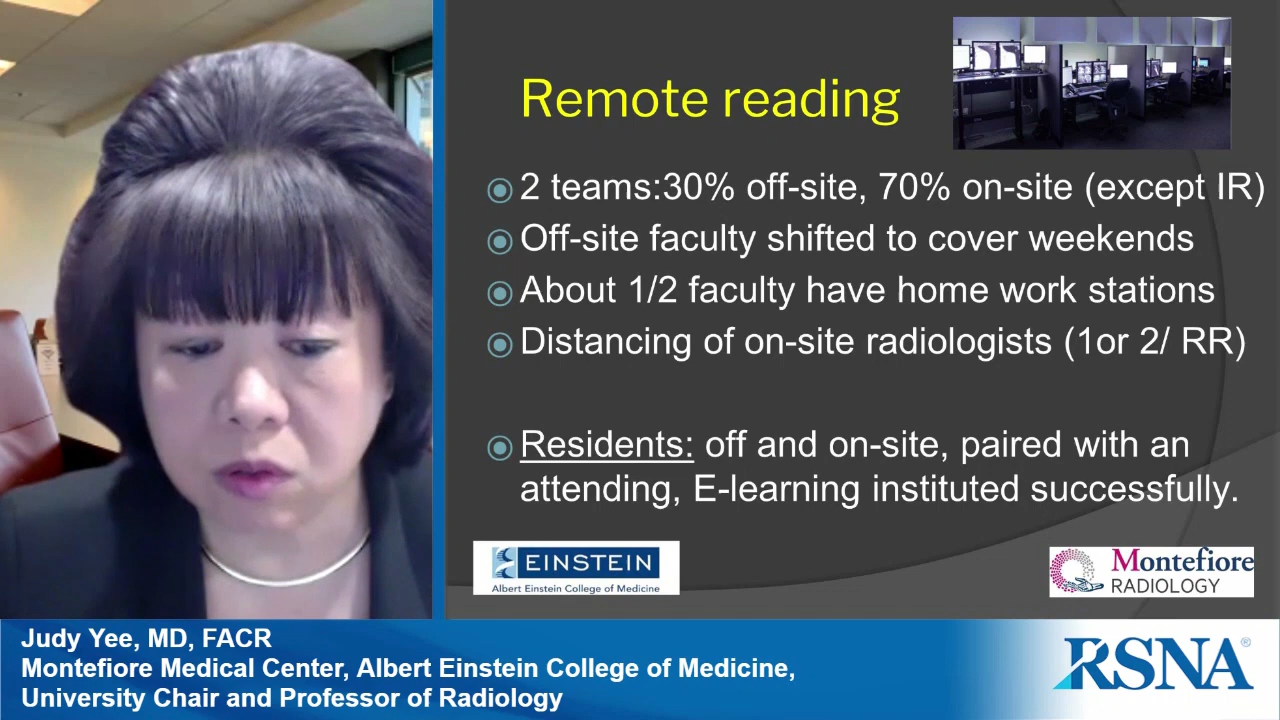 Remote reading
2 teams:30% off-site, 70% on-site (except IR)
Off-site faculty shifted to cover weekends
About 1/2 faculty have home work stations
Distancing of on-site radiologists (1or 2/ RR)
Residents: off and on-site, paired with an
attending, E-learning instituted successfully.
EINSTEIN
Albert Einstein College of Medicine
Montefiore
RADIOLOGY
Judy Yee, MD, FACR
Montefiore Medical Center, Albert Einstein College of Medicine,
University Chair and Professor of Radiology
RSNA®